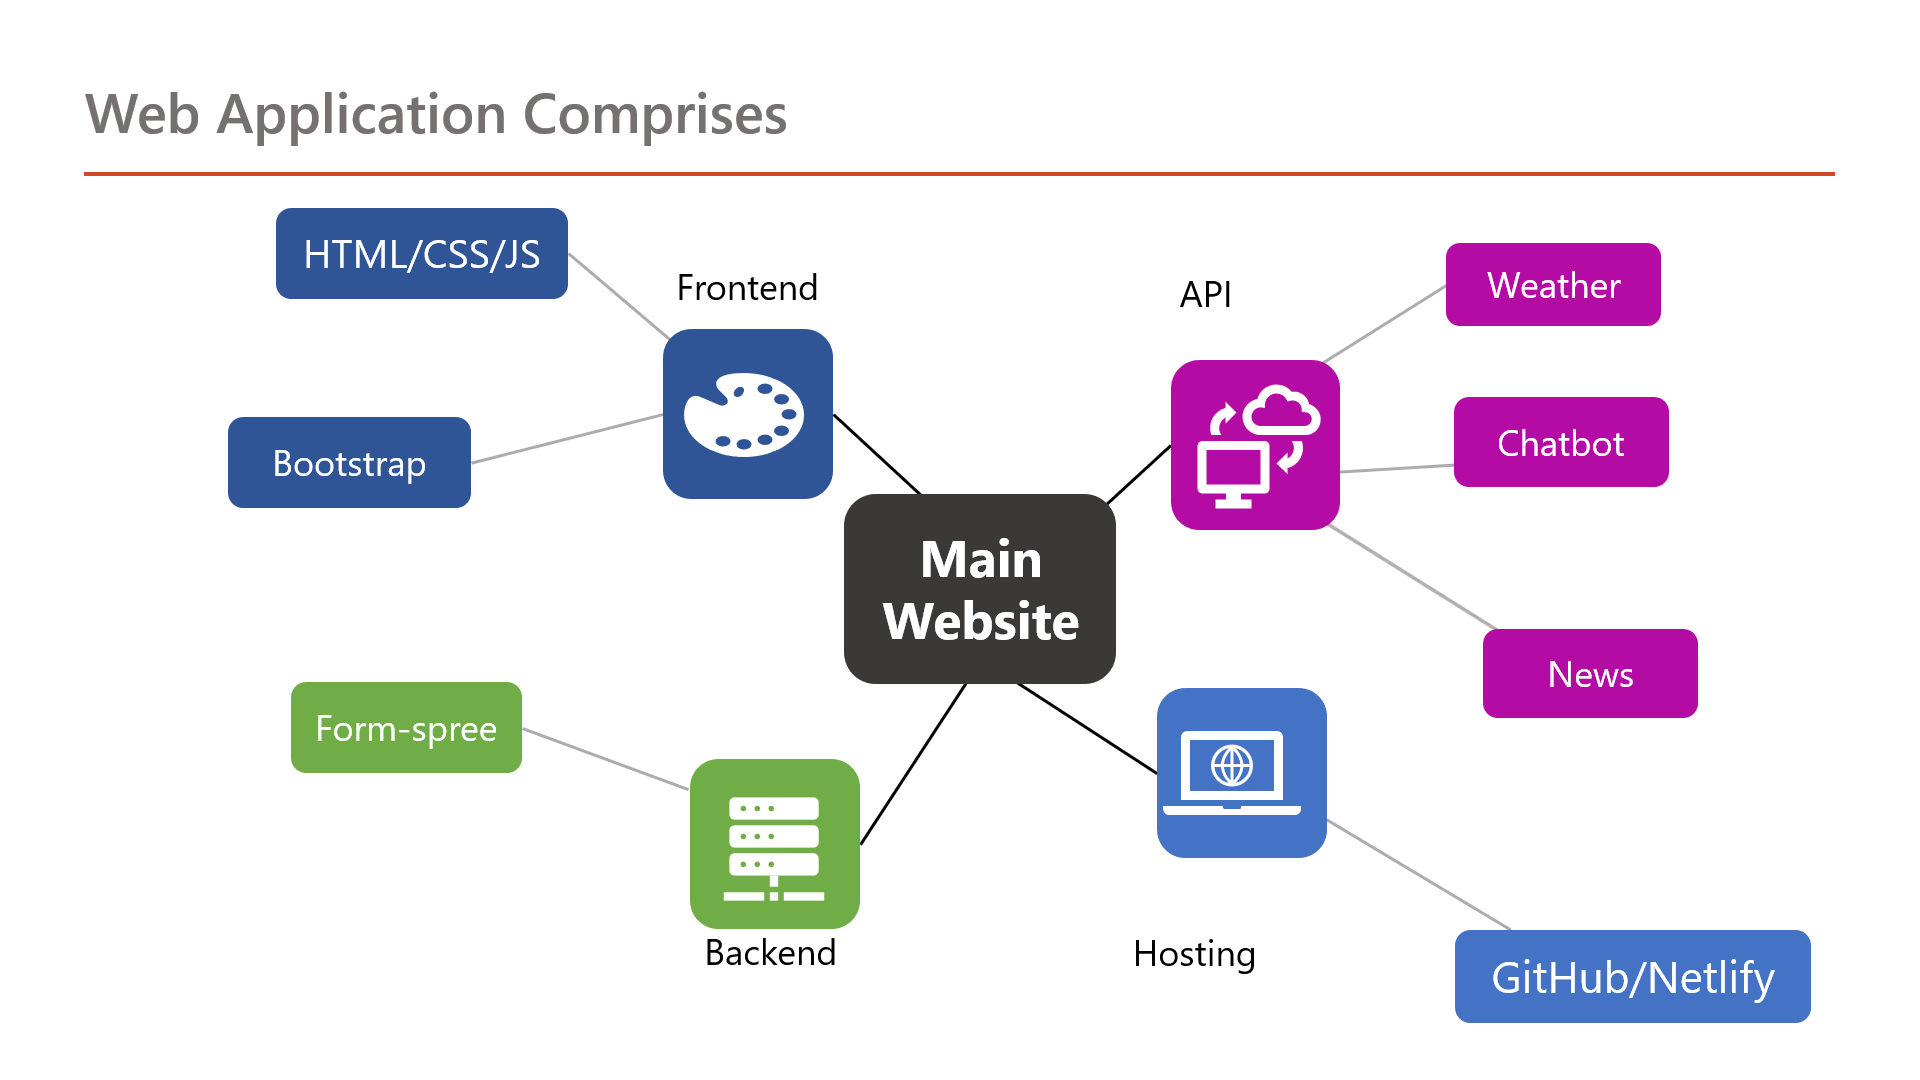 Web Application Comprises
HTML/CSS/JS
Frontend
Bootstrap
API
Weather
Chatbot
News
Main
Website
Form-spree
Backend
Hosting
GitHub/Netlify